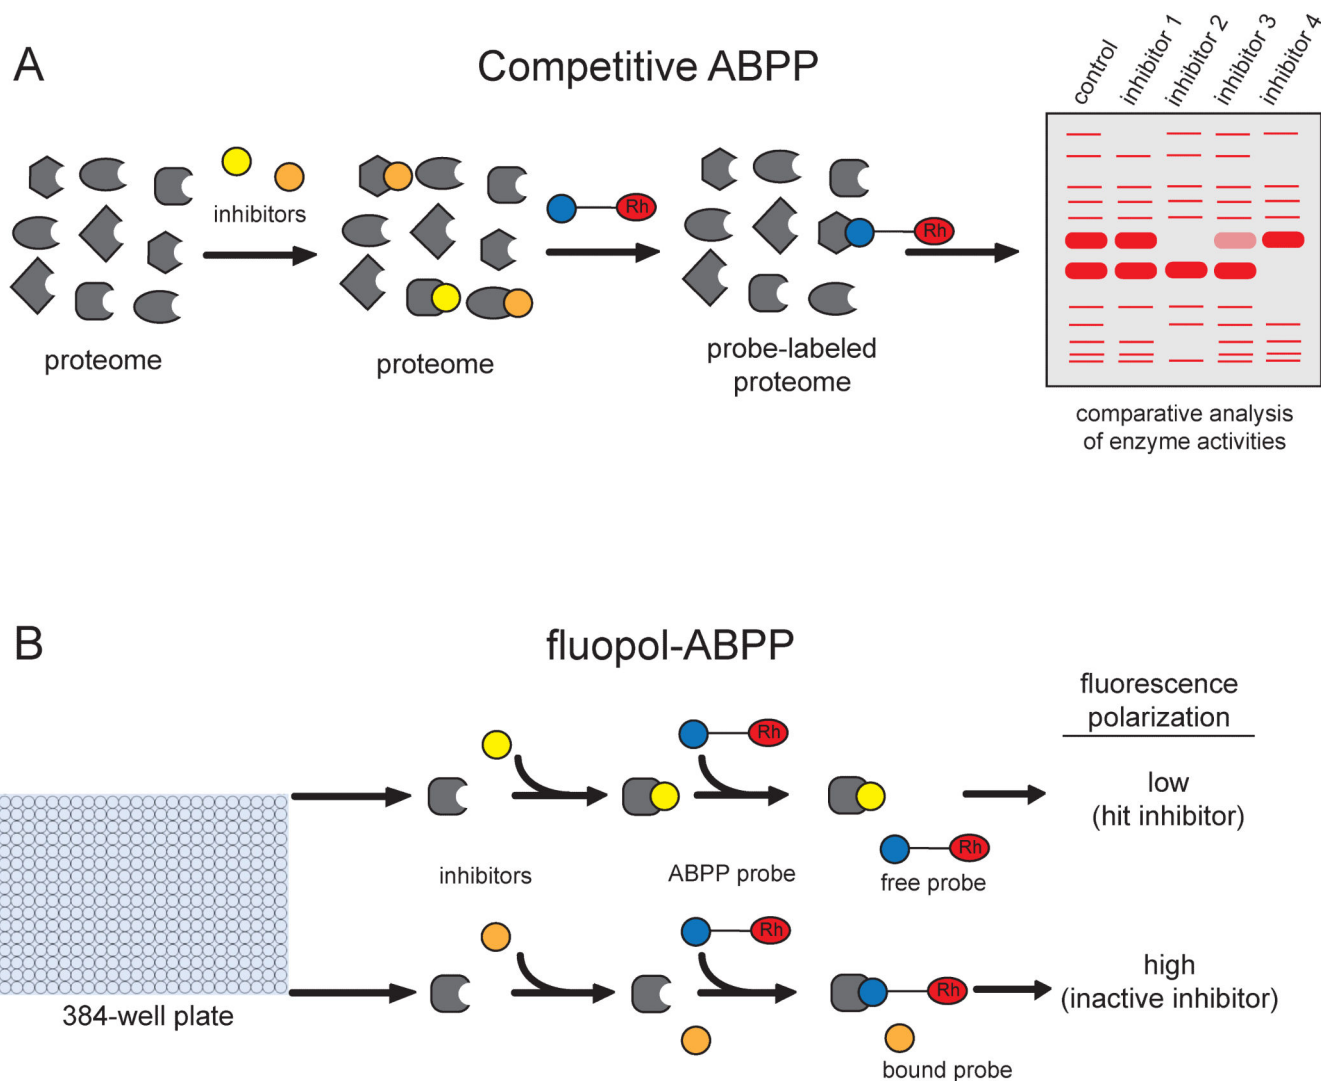 A
Competitive ABPP
control
inhibitor 1
inhibitor 2
inhibitor 3
inhibitor 4
inhibitors
Rh
Rh
proteome
proteome
probe-labeled
proteome
comparative analysis
of enzyme activities
B
fluopol-ABPP
fluorescence
polarization
Rh
low
(hit inhibitor)
Rh
inhibitors
ABPP probe
free probe
Rh
high
(inactive inhibitor)
Rh
384-well plate
bound probe